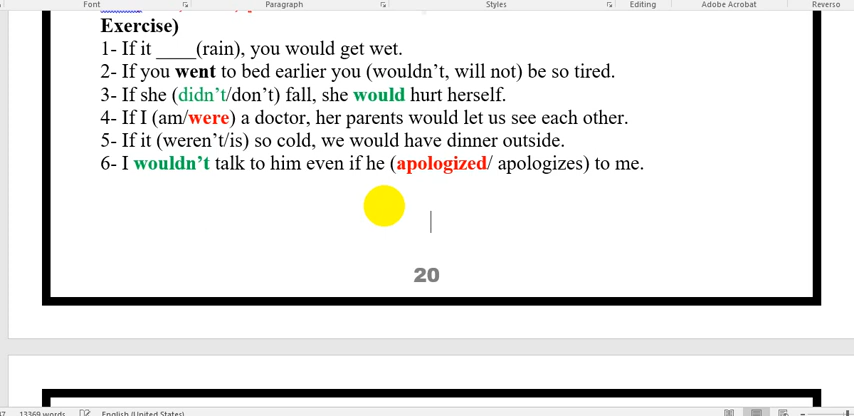 Font Paragraph Styles Editing Adobe Acrobat Reverso
Exercise)
1- If it ____(rain), you would get wet.
2- If you went to bed earlier you (wouldn’t, will not) be so tired.
3- If she (didn’t/don’t) fall, she would hurt herself.
4- If I (am/were) a doctor, her parents would let us see each other.
5- If it (weren’t/is) so cold, we would have dinner outside.
6- I wouldn’t talk to him even if he (apologized/ apologizes) to me.
20
13369 words English (United States)